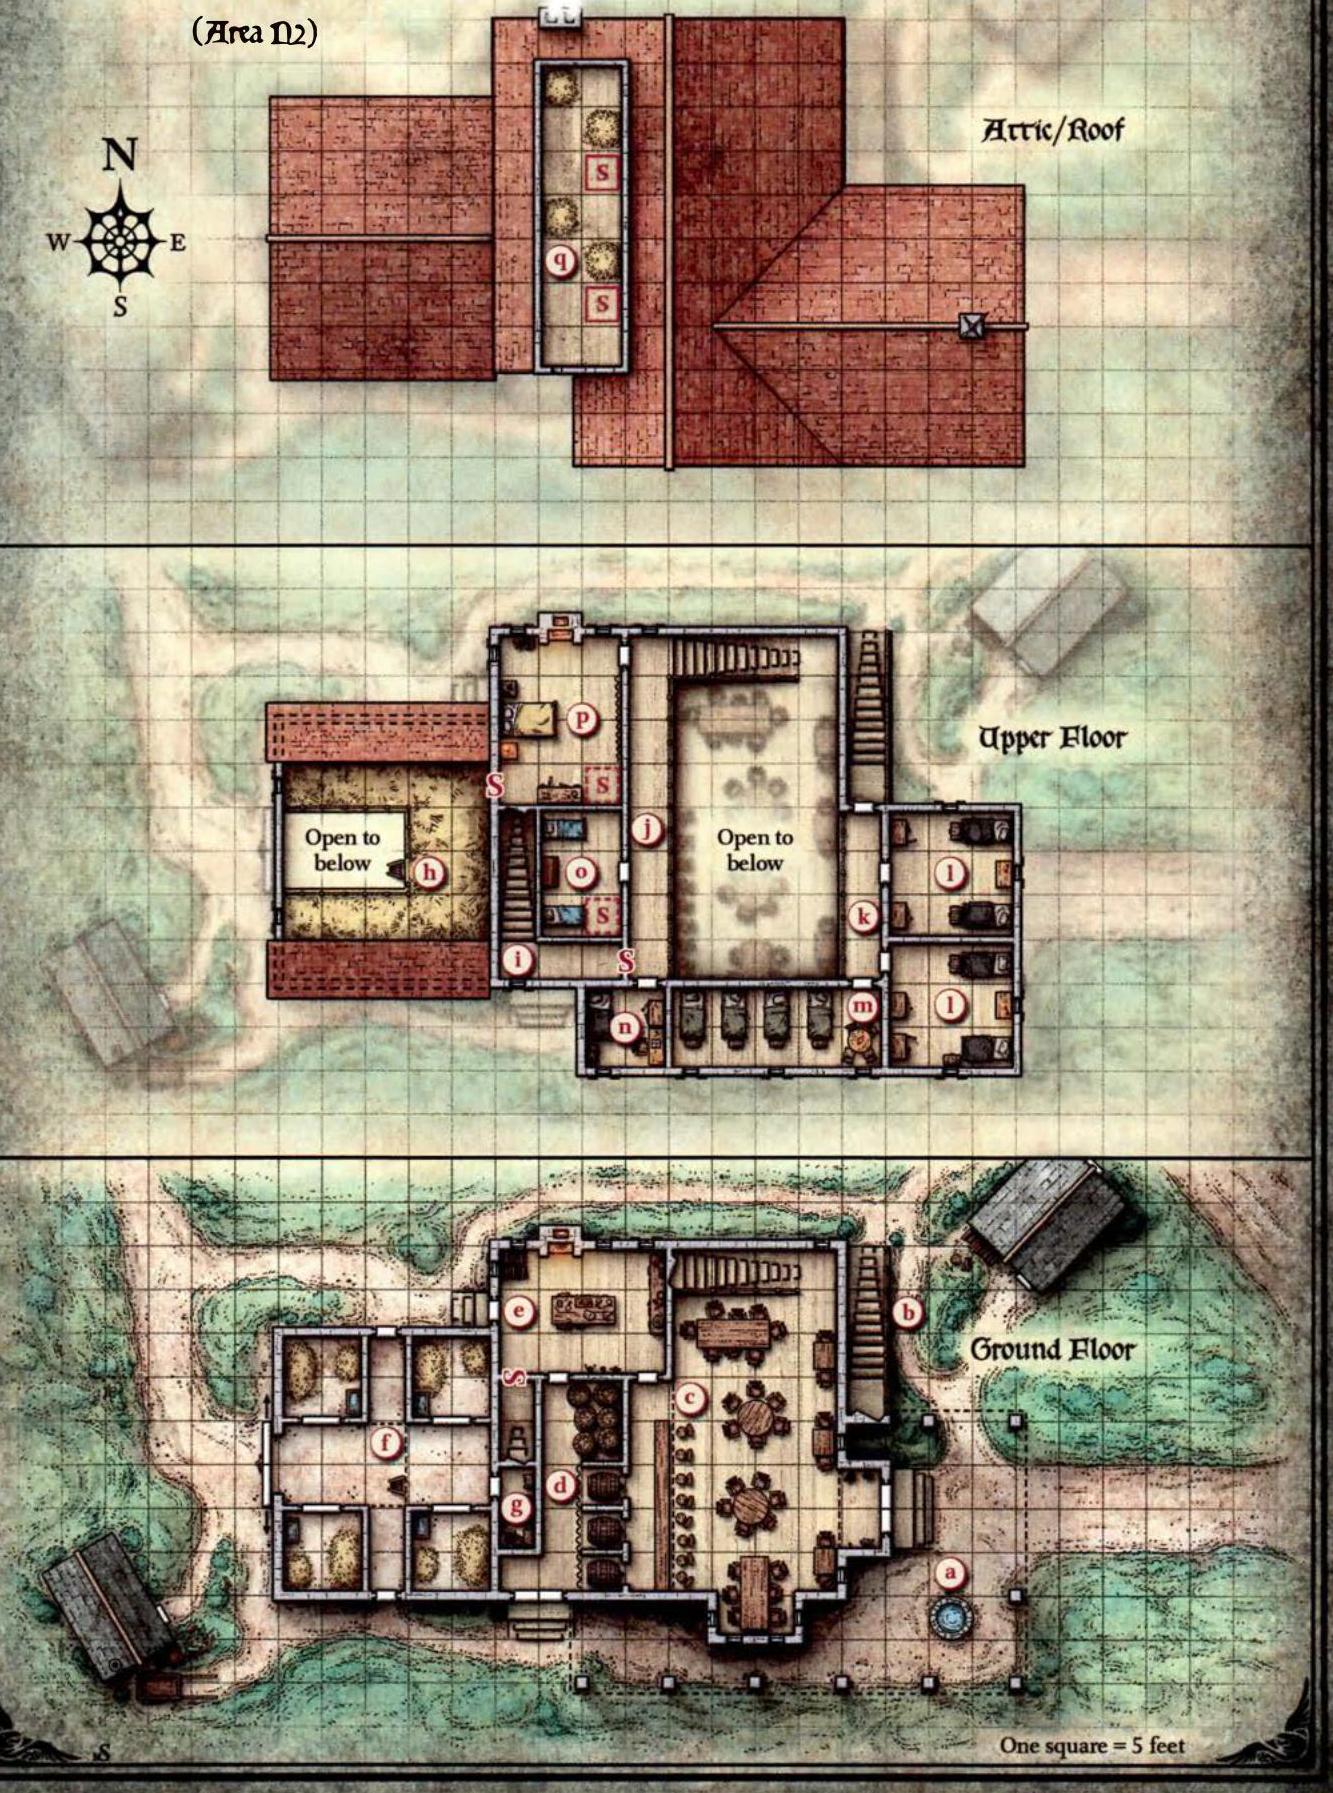 (Area N2)
N
W
E
S
Attic/Roof
S
q
S
Upper Floor
p
S
S
j
Open to
below
Open to
below
h
o
l
S
k
i
S
m
l
n
e
b
Ground Floor
S
c
f
d
g
a
One square = 5 feet
S